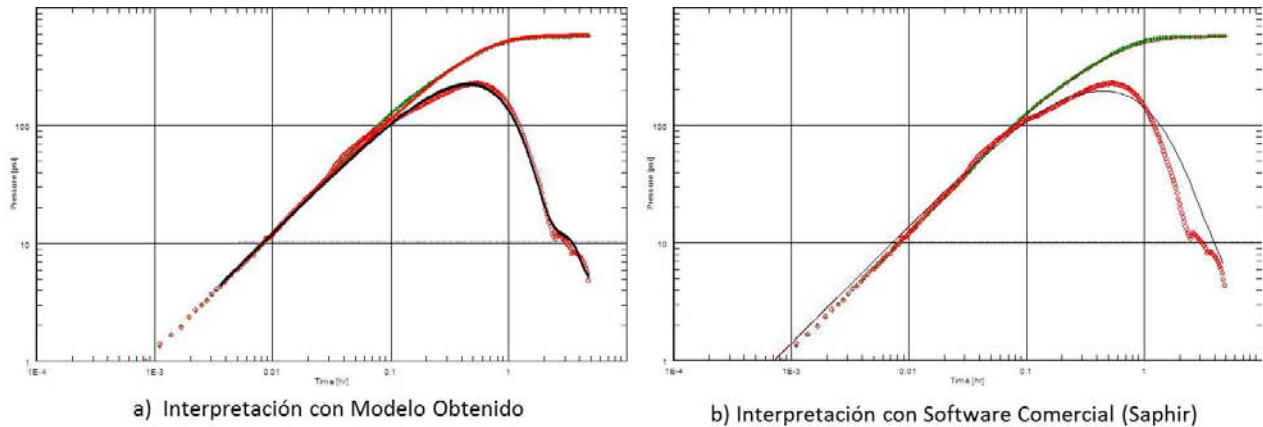 100
10
1
Pressure [psi]
1E-4
1E-3
0.01
0.1
1
Time [hr]
a) Interpretación con Modelo Obtenido
100
10
1
Pressure [psi]
1E-4
1E-3
0.01
0.1
1
Time [hr]
b) Interpretación con Software Comercial (Saphir)